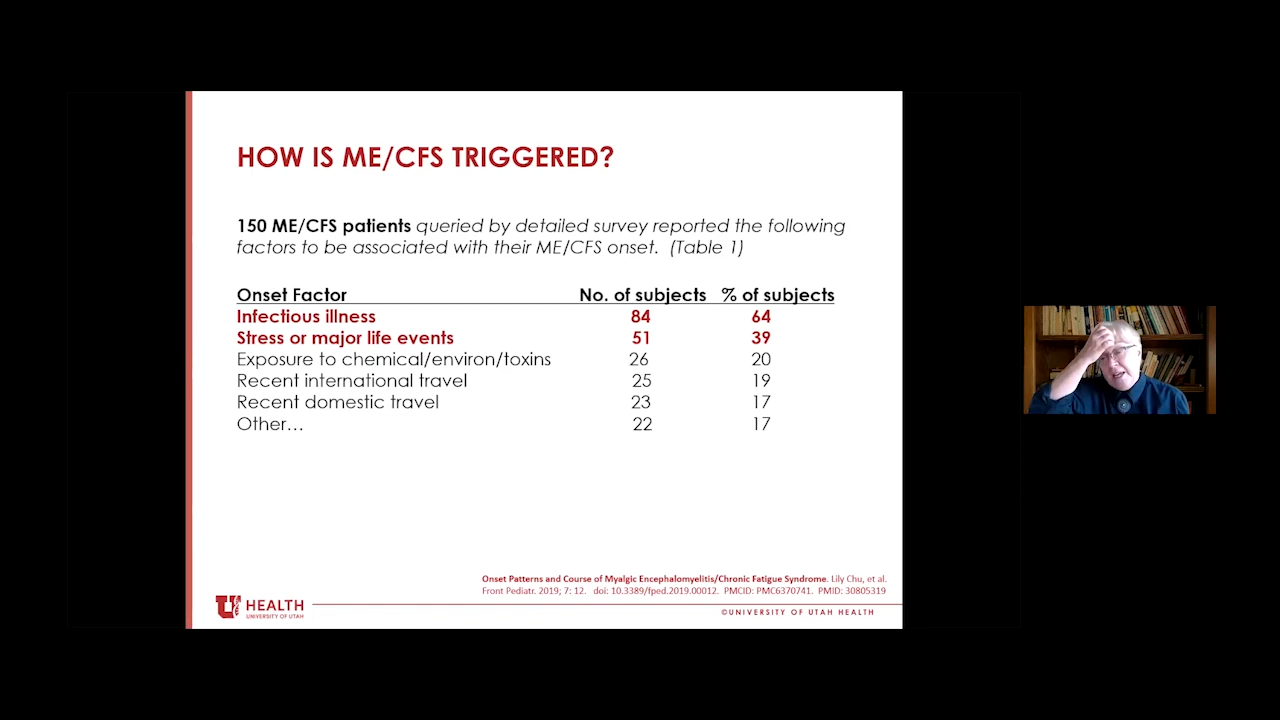 HOW IS ME/CFS TRIGGERED?
150 ME/CFS patients queried by detailed survey reported the following
factors to be associated with their ME/CFS onset. (Table 1)
Onset Factor No. of subjects % of subjects
Infectious illness 84 64
Stress or major life events 51 39
Exposure to chemical/environ/toxins 26 20
Recent international travel 25 19
Recent domestic travel 23 17
Other… 22 17
Onset Patterns and Course of Myalgic Encephalomyelitis/Chronic Fatigue Syndrome. Lily Chu, et al.
Front Pediatr. 2019; 7: 12. doi: 10.3389/fped.2019.00012. PMCID: PMC6370741. PMID: 30805319
U HEALTH
UNIVERSITY OF UTAH
©UNIVERSITY OF UTAH HEALTH